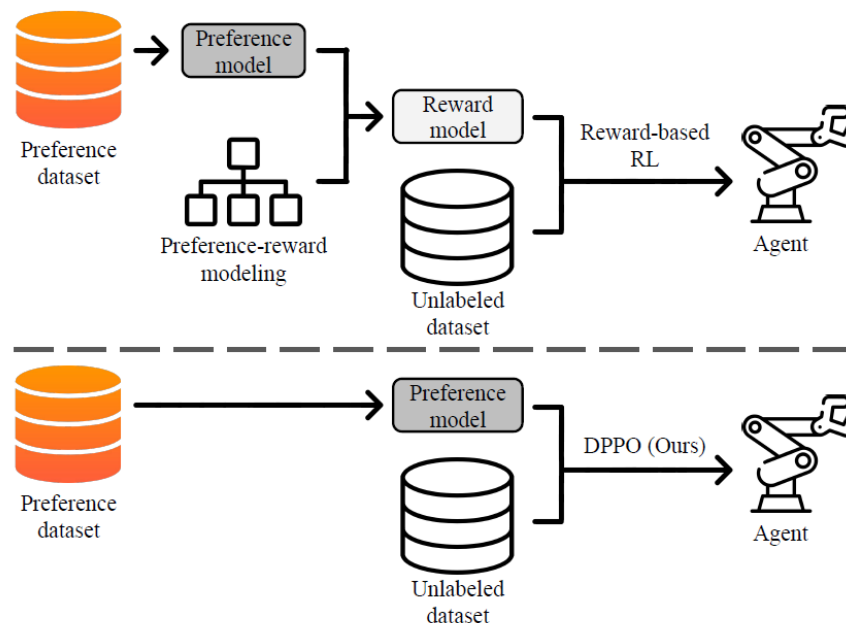 Preference
model
Preference
dataset
Preference-reward
modeling
Reward
model
Unlabeled
dataset
Reward-based
RL
Agent
Preference
dataset
Preference
model
Unlabeled
dataset
DPPO (Ours)
Agent